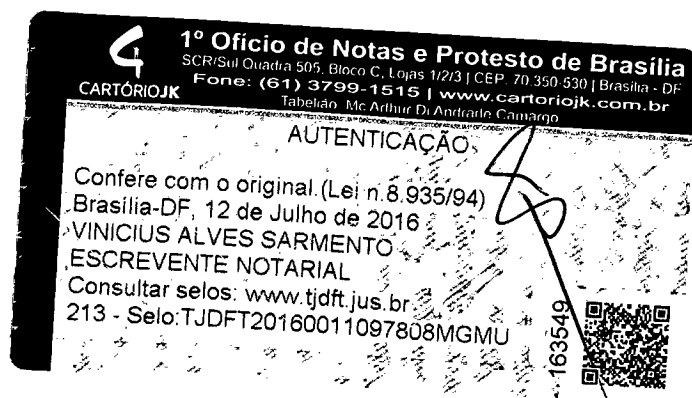 1º Ofício de Notas e Protesto de Brasília
SCR/Sul Quadra 505, Bloco C, Lojas 1/2/3 | CEP. 70.350-530 | Brasília - DF
Fone: (61) 3799-1515 | www.cartoriojk.com.br
Tabelião Mc Arthur Di Andrade Camargo
CARTÓRIOJK
AUTENTICAÇÃO
Confere com o original.(Lei n.8.935/94)
Brasília-DF, 12 de Julho de 2016
VINICIUS ALVES SARMENTO
ESCREVENTE NOTARIAL
Consultar selos: www.tjdft.jus.br
213 - Selo:TJDFT20160011097808MGMU
163549